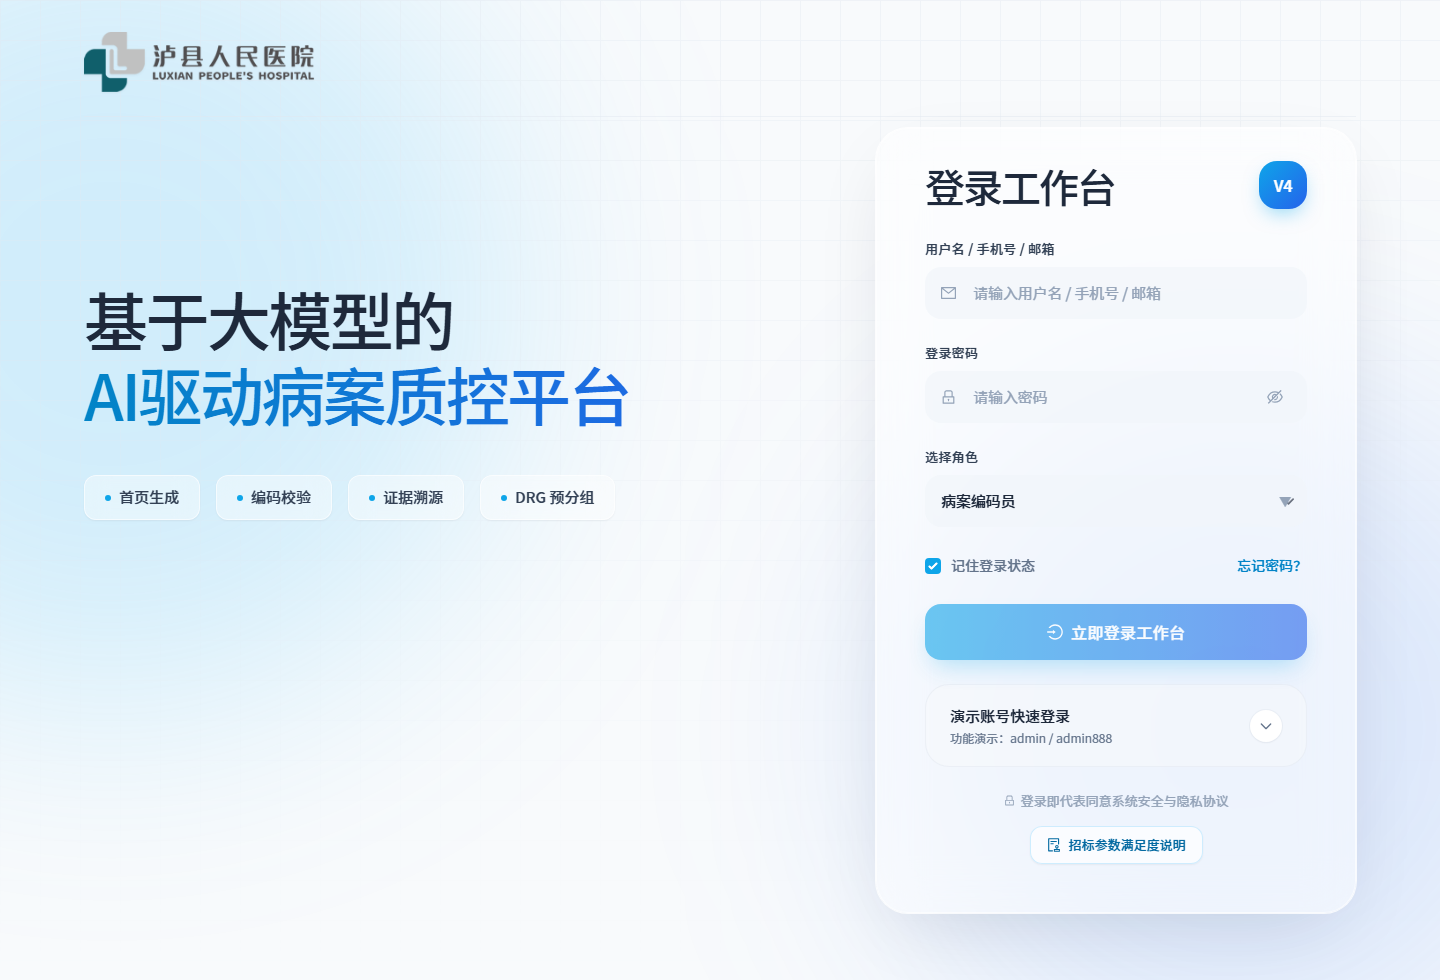 泸县人民医院
LUXIAN PEOPLE'S HOSPITAL
基于大模型的
AI驱动病案质控平台
首页生成
编码校验
证据溯源
DRG 预分组
登录工作台
V4
用户名 / 手机号 / 邮箱
请输入用户名 / 手机号 / 邮箱
登录密码
请输入密码
选择角色
病案编码员
记住登录状态
忘记密码?
立即登录工作台
演示账号快速登录
功能演示：admin / admin888
登录即代表同意系统安全与隐私协议
招标参数满足度说明